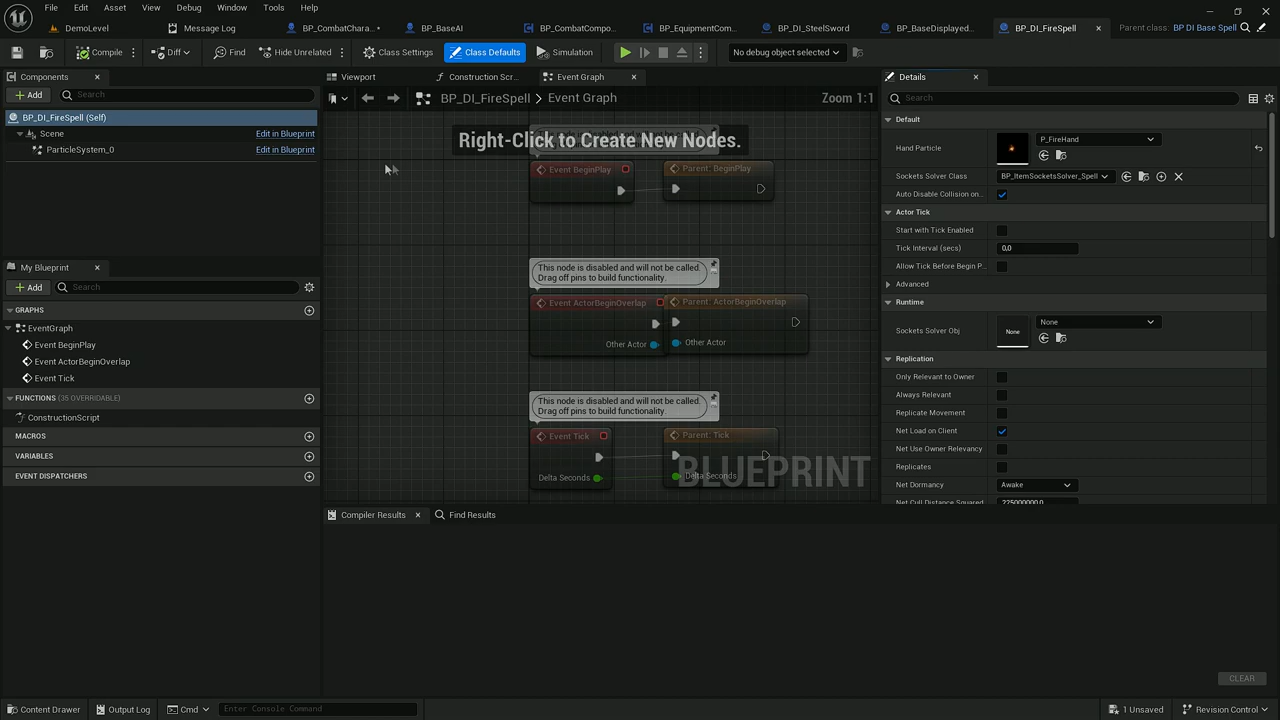 File Edit Asset View Debug Window Tools Help
DemoLevel
Message Log
BP_CombatChara...
BP_BaseAI
BP_CombatCompo...
BP_EquipmentCom...
BP_DI_SteelSword
BP_BaseDisplayed...
BP_DI_FireSpell
Parent class: BP DI Base Spell
Compile
Diff
Find
Hide Unrelated
Class Settings
Class Defaults
Simulation
No debug object selected
Components
Add
Search
BP_DI_FireSpell (Self)
Scene
Edit in Blueprint
ParticleSystem_0
Edit in Blueprint
My Blueprint
Add
Search
GRAPHS
EventGraph
Event BeginPlay
Event ActorBeginOverlap
Event Tick
FUNCTIONS (35 OVERRIDABLE)
ConstructionScript
MACROS
VARIABLES
EVENT DISPATCHERS
Viewport
Construction Scr...
Event Graph
BP_DI_FireSpell > Event Graph
Zoom 1:1
Right-Click to Create New Nodes.
Event BeginPlay
Parent: BeginPlay
This node is disabled and will not be called.
Drag off pins to build functionality.
Event ActorBeginOverlap
Other Actor
Parent: ActorBeginOverlap
Other Actor
This node is disabled and will not be called.
Drag off pins to build functionality.
Event Tick
Delta Seconds
Parent: Tick
Delta Seconds
BLUEPRINT
Compiler Results
Find Results
CLEAR
Details
Search
Default
Hand Particle
P_FireHand
Sockets Solver Class
BP_ItemSocketsSolver_Spell
Auto Disable Collision on...
Actor Tick
Start with Tick Enabled
Tick Interval (secs)
0,0
Allow Tick Before Begin P...
Advanced
Runtime
Sockets Solver Obj
None
None
Replication
Only Relevant to Owner
Always Relevant
Replicate Movement
Net Load on Client
Net Use Owner Relevancy
Replicates
Net Dormancy
Awake
Net Cull Distance Squared
225000000,0
Content Drawer
Output Log
Cmd
Enter Console Command
1 Unsaved
Revision Control